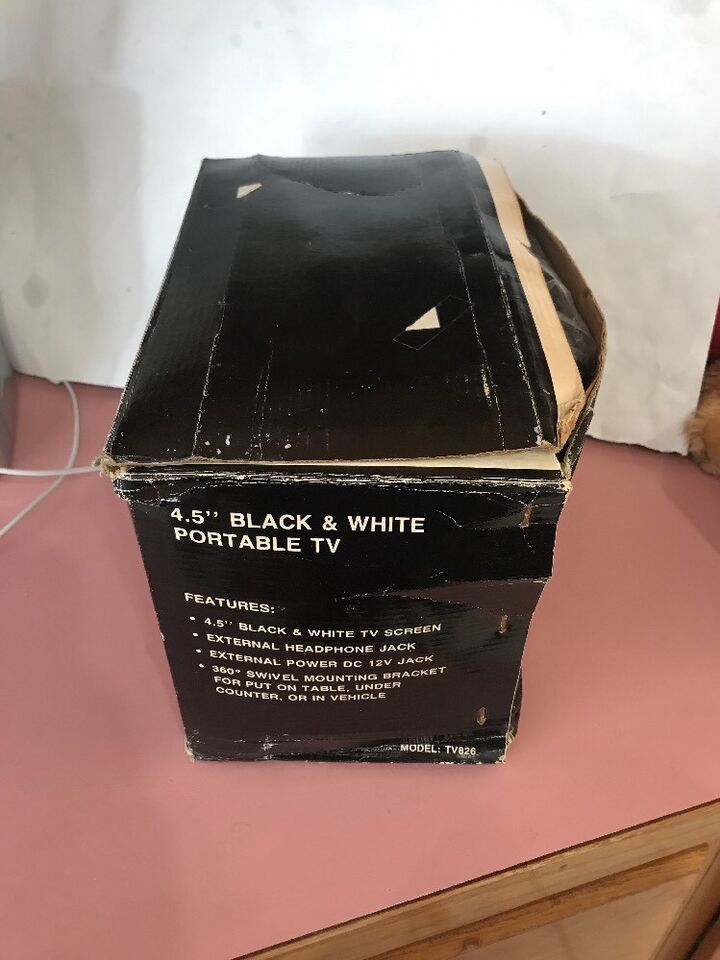 4.5'' BLACK & WHITE
PORTABLE TV
FEATURES:
• 4.5'' BLACK & WHITE TV SCREEN
• EXTERNAL HEADPHONE JACK
• EXTERNAL POWER DC 12V JACK
• 360° SWIVEL MOUNTING BRACKET
FOR PUT ON TABLE, UNDER
COUNTER, OR IN VEHICLE
MODEL: TV826